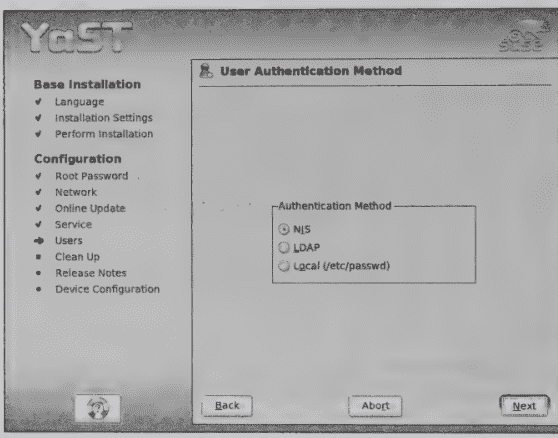 YaST
SUSE
Base Installation
Language
Installation Settings
Perform Installation
Configuration
Root Password
Network
Online Update
Service
Users
Clean Up
Release Notes
Device Configuration
User Authentication Method
Authentication Method
NIS
LDAP
Local (/etc/passwd)
Back
Abort
Next